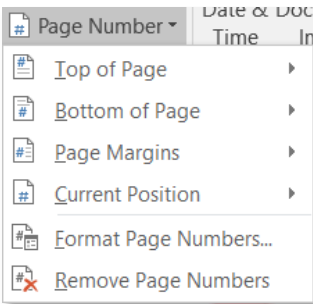 Page Number
Date & Doc
Time
Top of Page
Bottom of Page
Page Margins
Current Position
Format Page Numbers...
Remove Page Numbers